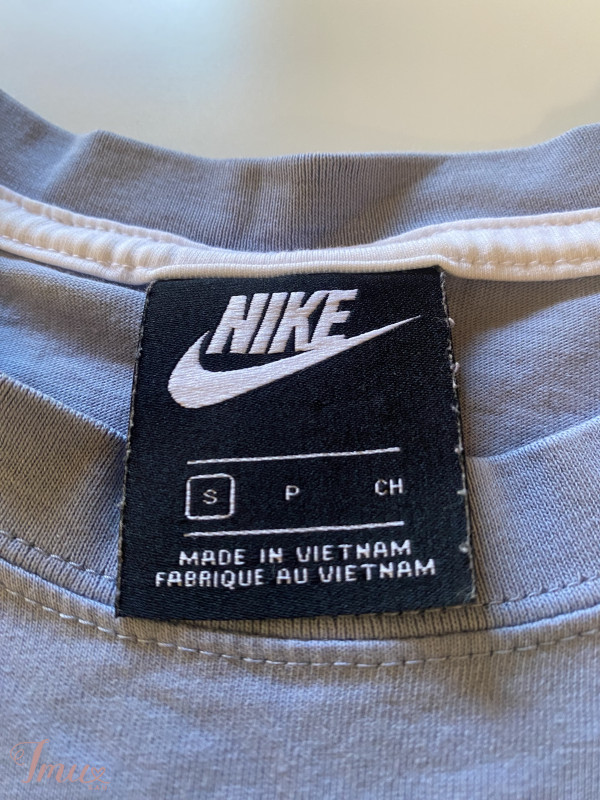 NIKE
S P CH
MADE IN VIETNAM
FABRIQUE AU VIETNAM